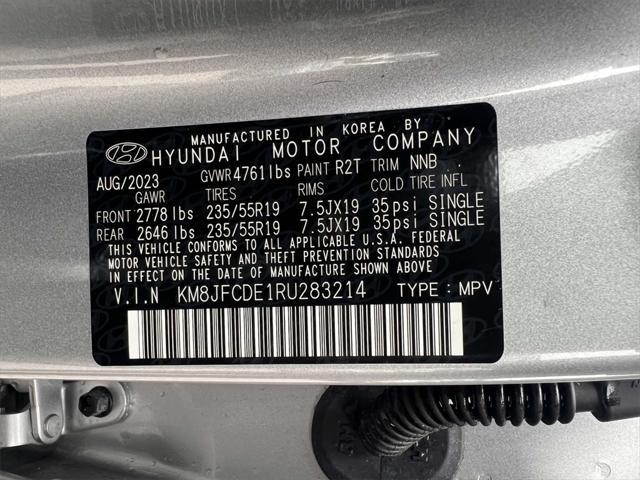 MANUFACTURED IN KOREA BY
HYUNDAI MOTOR COMPANY
AUG/2023 GVWR4761lbs PAINT R2T TRIM NNB
GAWR TIRES RIMS COLD TIRE INFL
FRONT 2778 lbs 235/55R19 7.5JX19 35psi SINGLE
REAR 2646 lbs 235/55R19 7.5JX19 35psi SINGLE
THIS VEHICLE CONFORMS TO ALL APPLICABLE U.S.A. FEDERAL
MOTOR VEHICLE SAFETY AND THEFT PREVENTION STANDARDS
IN EFFECT ON THE DATE OF MANUFACTURE SHOWN ABOVE.
V.I.N KM8JFCDE1RU283214 TYPE : MPV